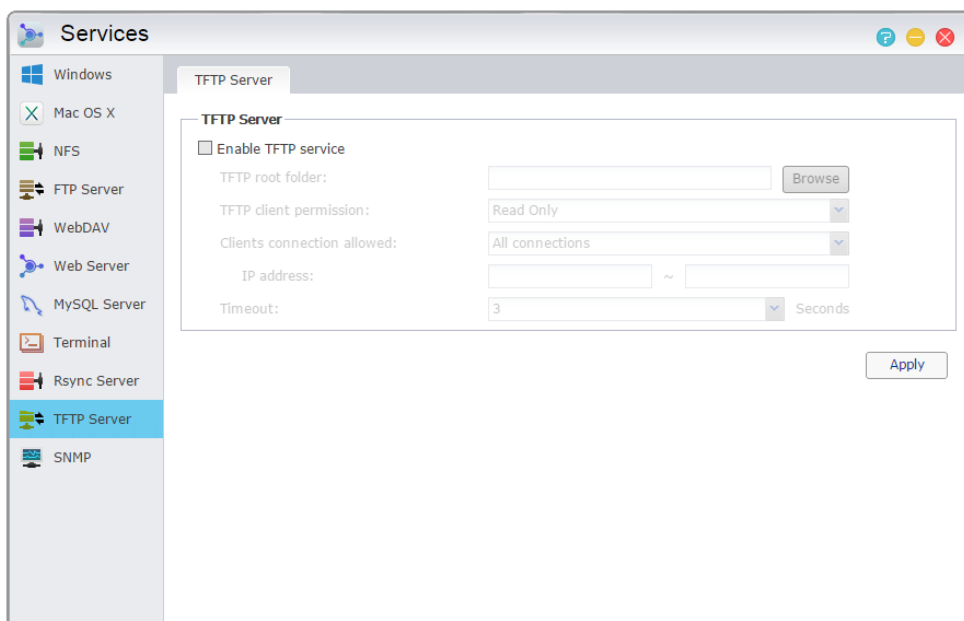 Services
Windows
Mac OS X
NFS
FTP Server
WebDAV
Web Server
MySQL Server
Terminal
Rsync Server
TFTP Server
SNMP
TFTP Server
TFTP Server
Enable TFTP service
TFTP root folder: Browse
TFTP client permission: Read Only
Clients connection allowed: All connections
IP address: ~
Timeout: 3 Seconds
Apply